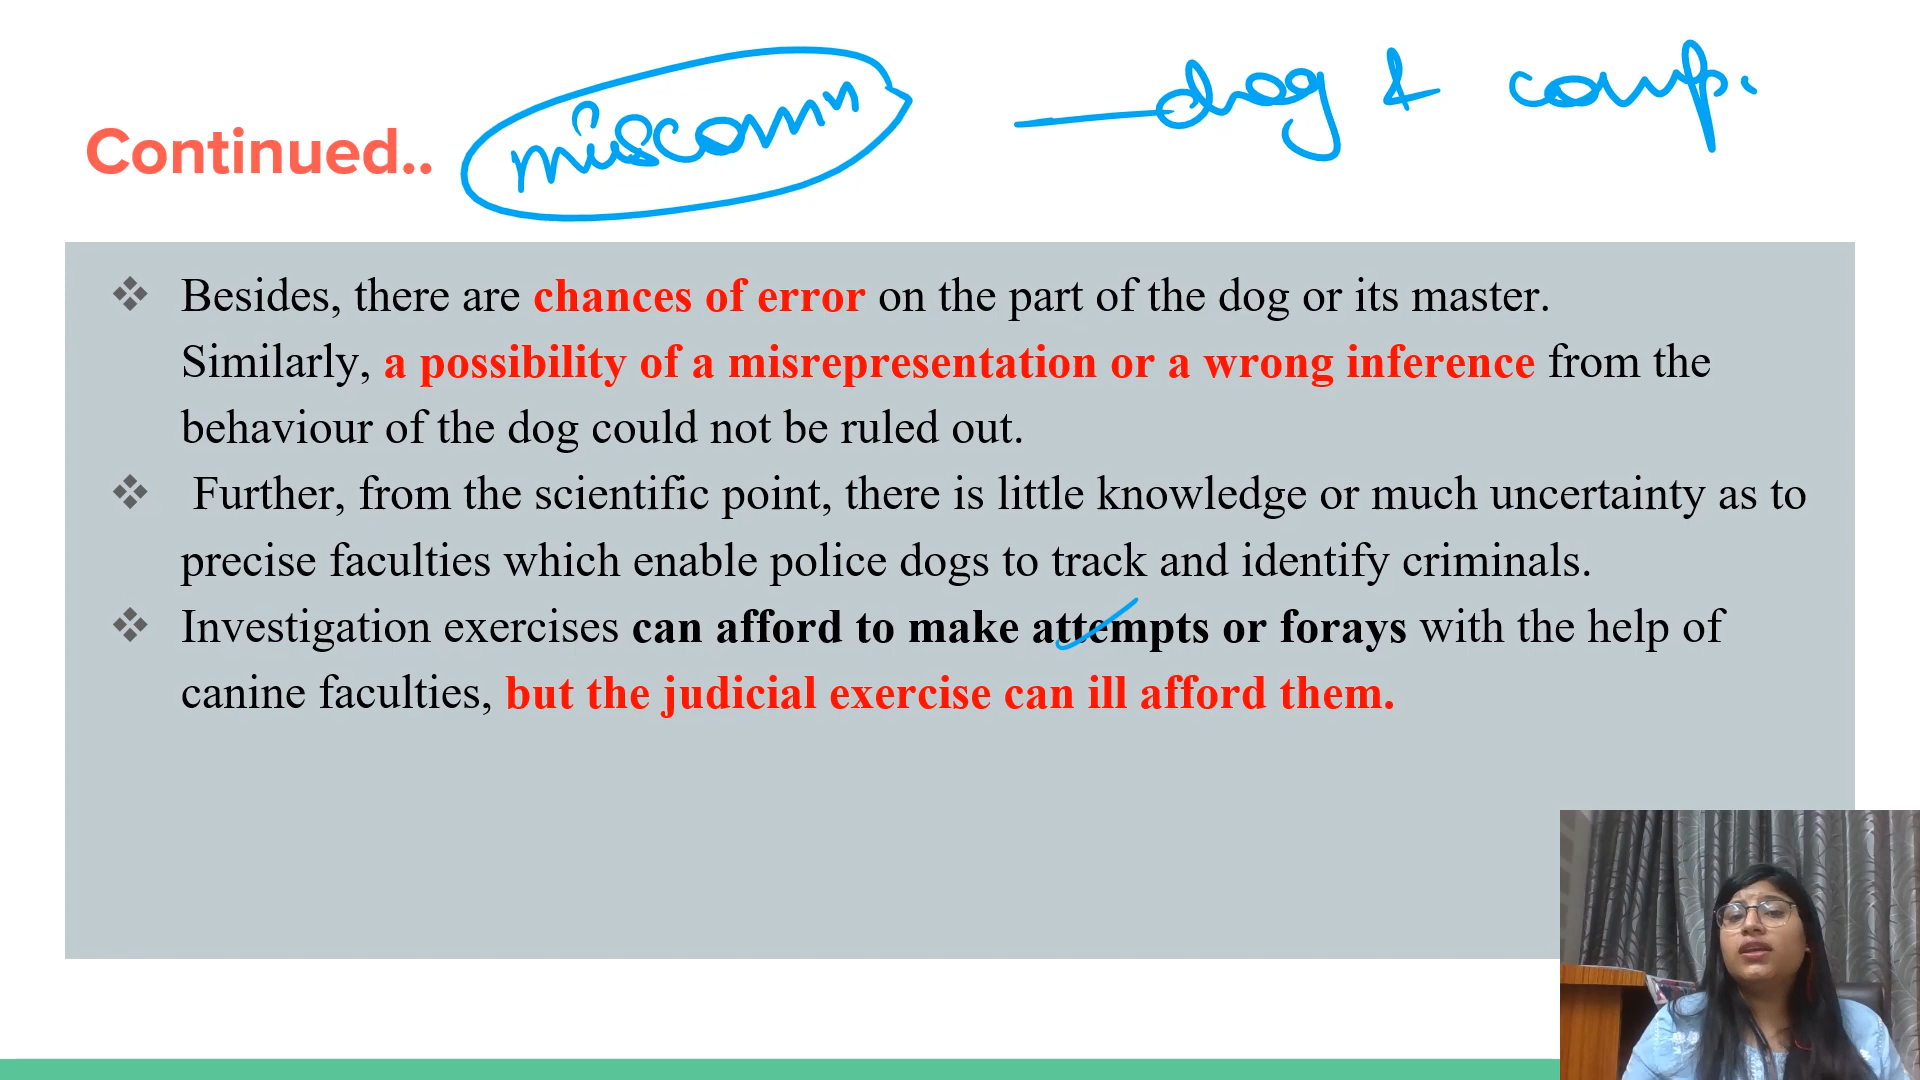 miscomⁿ — dog & comp.
Continued..
❖ Besides, there are chances of error on the part of the dog or its master.
Similarly, a possibility of a misrepresentation or a wrong inference from the
behaviour of the dog could not be ruled out.
❖ Further, from the scientific point, there is little knowledge or much uncertainty as to
precise faculties which enable police dogs to track and identify criminals.
❖ Investigation exercises can afford to make attempts or forays with the help of
canine faculties, but the judicial exercise can ill afford them.